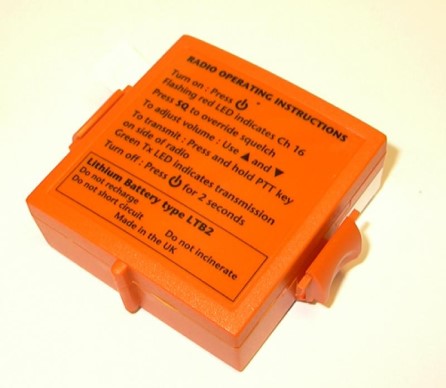 RADIO OPERATING INSTRUCTIONS
Turn on : Press ⏻
Flashing red LED indicates Ch 16
Press SQ to override squelch
To adjust volume : Use ▲ and ▼
To transmit : Press and hold PTT key
on side of radio
Green Tx LED indicates transmission
Turn off : Press ⏻ for 2 seconds
Lithium Battery type LTB2
Do not recharge
Do not short circuit
Do not incinerate
Made in the UK